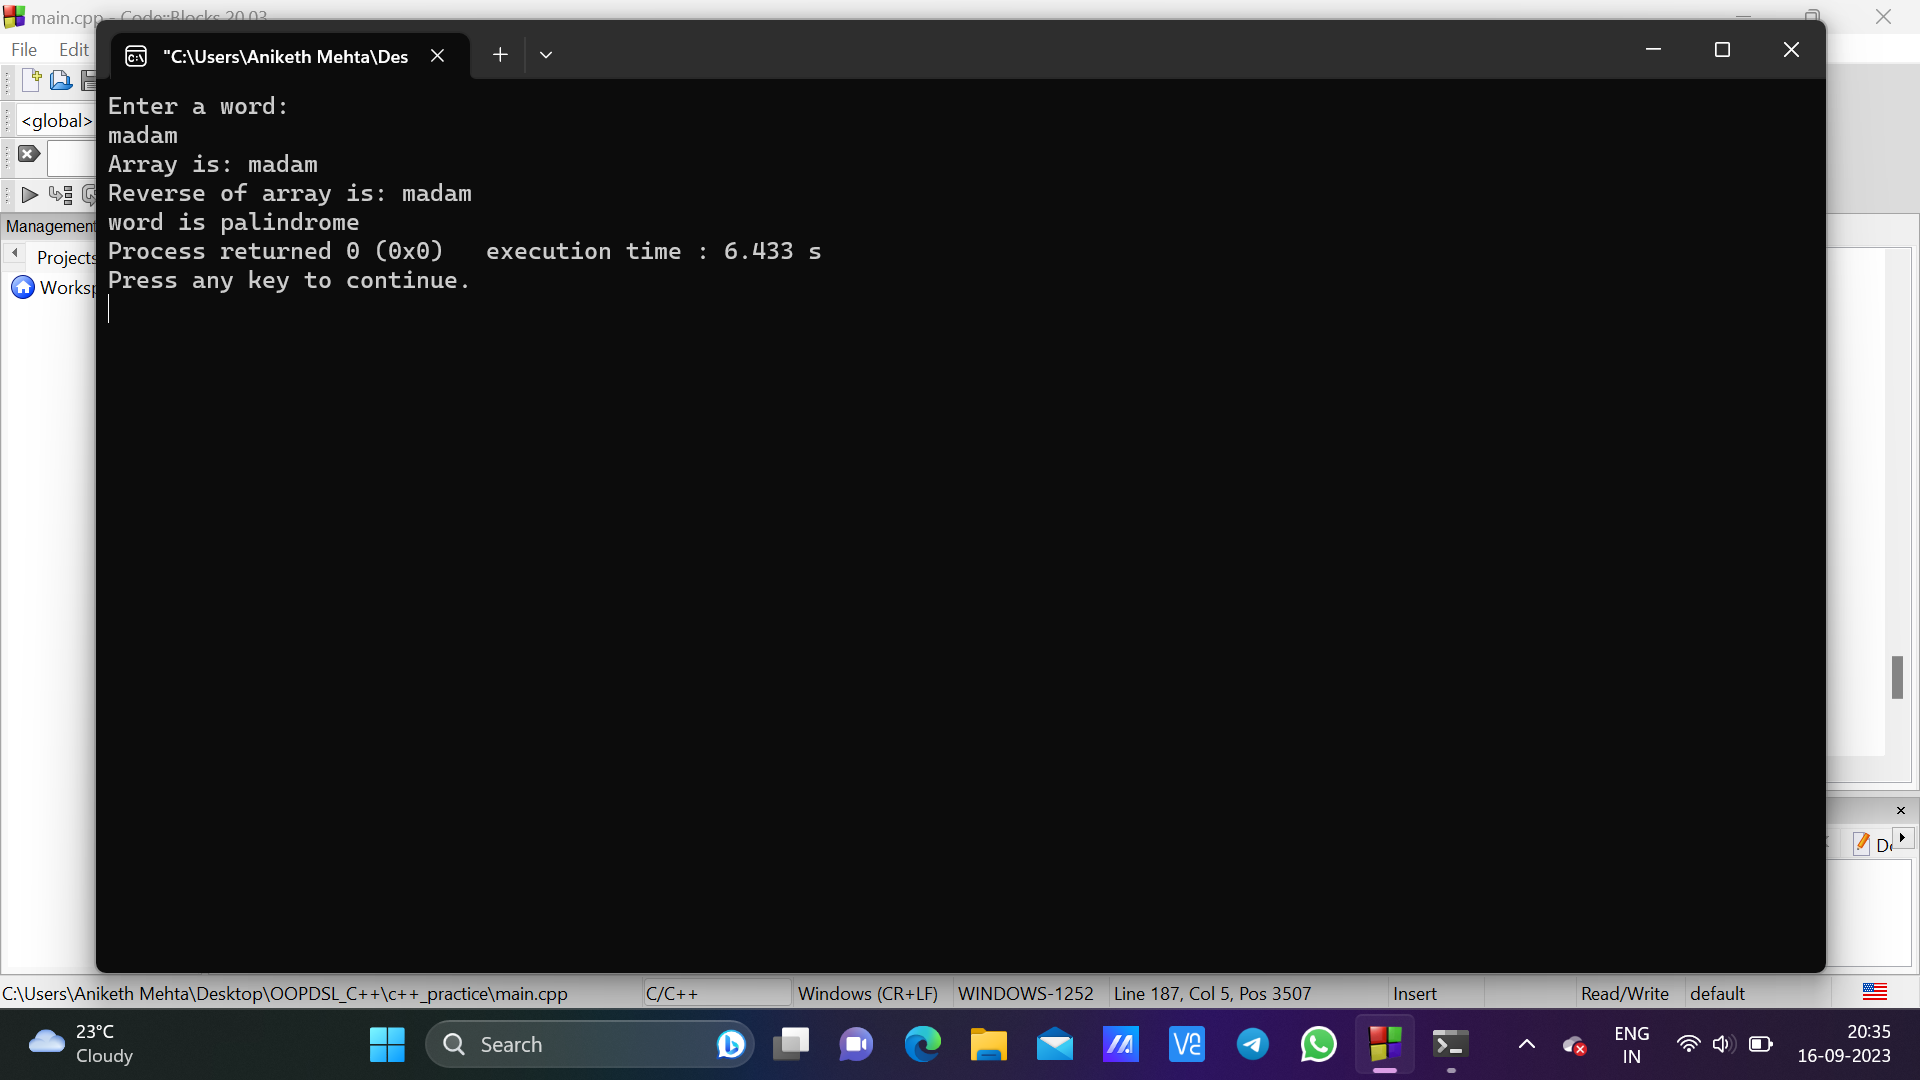 main.cpp - Code::Blocks 20.03
File Edit
"C:\Users\Aniketh Mehta\Des
<global>
Enter a word:
madam
Array is: madam
Reverse of array is: madam
word is palindrome
Process returned 0 (0x0)   execution time : 6.433 s
Press any key to continue.
Management
Projects
Worksp
C:\Users\Aniketh Mehta\Desktop\OOPDSL_C++\c++_practice\main.cpp C/C++ Windows (CR+LF) WINDOWS-1252 Line 187, Col 5, Pos 3507 Insert Read/Write default
23°C
Cloudy
Search
ENG
IN
20:35
16-09-2023